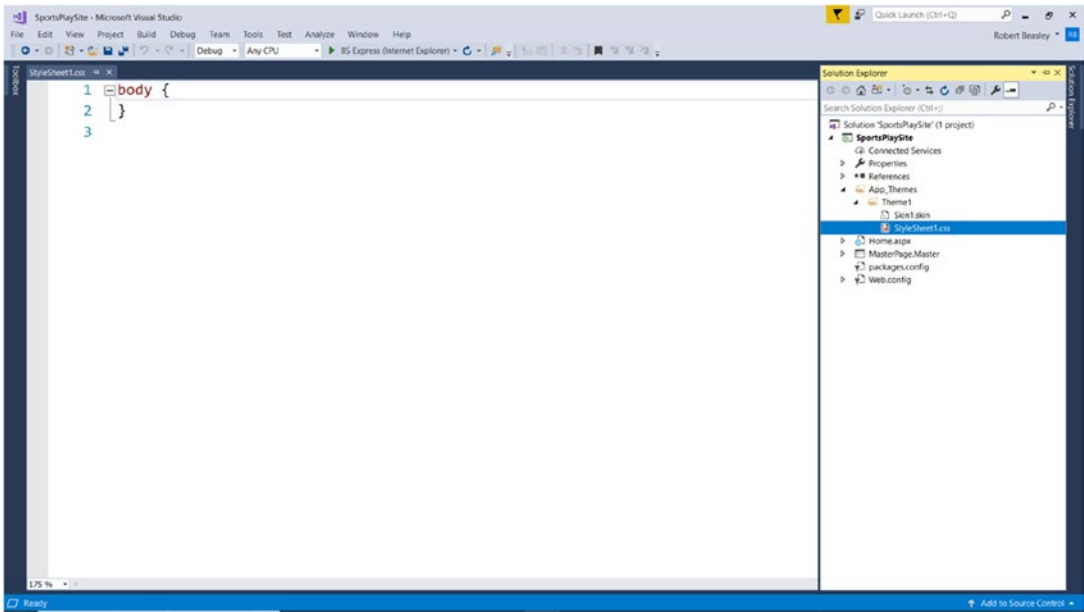 SportsPlaySite - Microsoft Visual Studio
Quick Launch (Ctrl+Q)
File Edit View Project Build Debug Team Tools Test Analyze Window Help
Robert Beasley
RB
Debug Any CPU IIS Express (Internet Explorer)
Toolbox
StyleSheet1.css
1 body {
2 }
3
175 %
Solution Explorer
Search Solution Explorer (Ctrl+;)
Solution 'SportsPlaySite' (1 project)
SportsPlaySite
Connected Services
Properties
References
App_Themes
Theme1
Skin1.skin
StyleSheet1.css
Home.aspx
MasterPage.Master
packages.config
Web.config
Solution Explorer
Ready
Add to Source Control